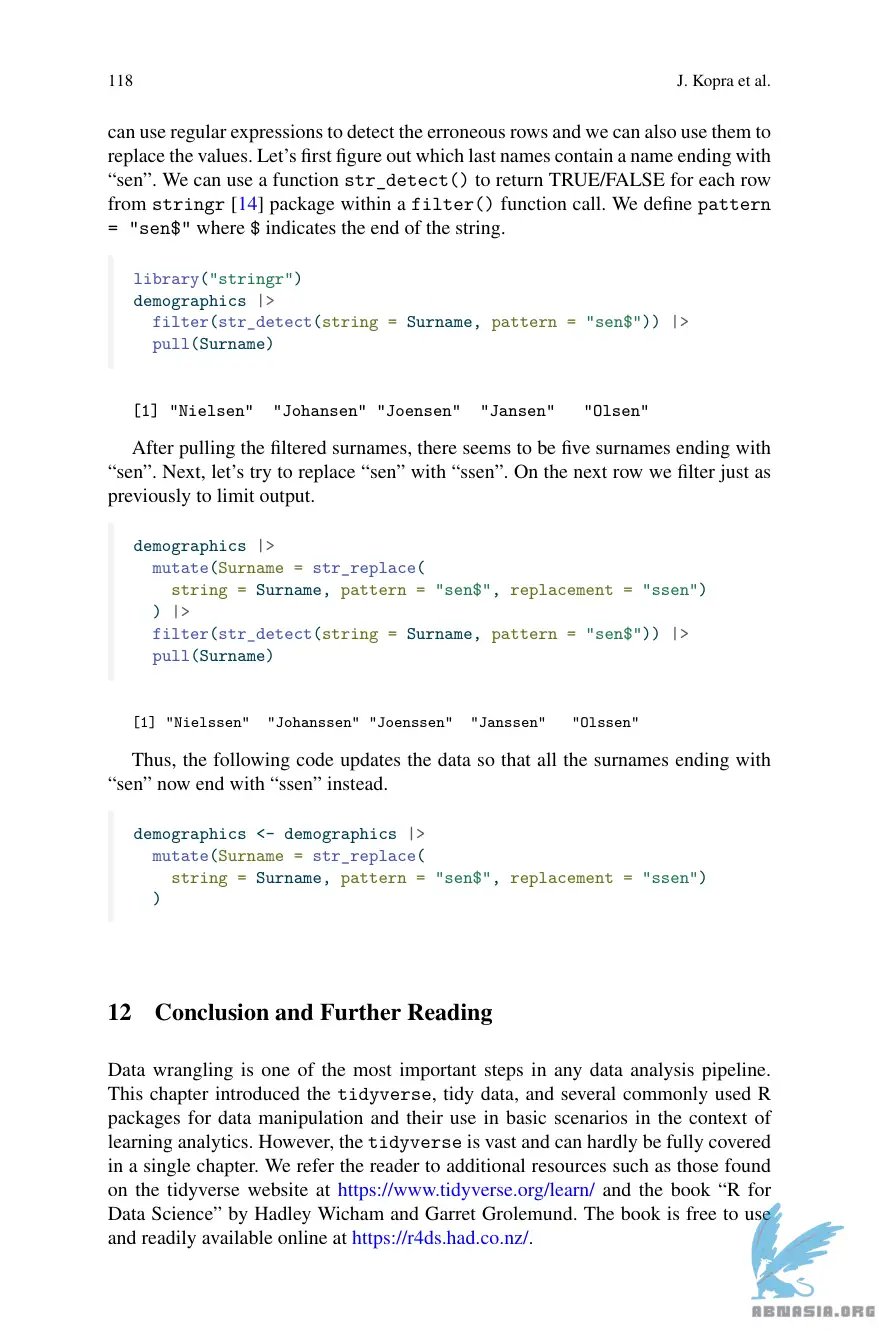 118 J. Kopra et al.
can use regular expressions to detect the erroneous rows and we can also use them to
replace the values. Let’s first figure out which last names contain a name ending with
“sen”. We can use a function str_detect() to return TRUE/FALSE for each row
from stringr [14] package within a filter() function call. We define pattern
= "sen$" where $ indicates the end of the string.
library("stringr")
demographics |>
  filter(str_detect(string = Surname, pattern = "sen$")) |>
  pull(Surname)
[1] "Nielsen"  "Johansen" "Joensen"  "Jansen"   "Olsen"
After pulling the filtered surnames, there seems to be five surnames ending with
“sen”. Next, let’s try to replace “sen” with “ssen”. On the next row we filter just as
previously to limit output.
demographics |>
  mutate(Surname = str_replace(
    string = Surname, pattern = "sen$", replacement = "ssen")
  ) |>
  filter(str_detect(string = Surname, pattern = "sen$")) |>
  pull(Surname)
[1] "Nielssen"  "Johanssen" "Joenssen"  "Janssen"   "Olssen"
Thus, the following code updates the data so that all the surnames ending with
“sen” now end with “ssen” instead.
demographics <- demographics |>
  mutate(Surname = str_replace(
    string = Surname, pattern = "sen$", replacement = "ssen")
  )
12 Conclusion and Further Reading
Data wrangling is one of the most important steps in any data analysis pipeline.
This chapter introduced the tidyverse, tidy data, and several commonly used R
packages for data manipulation and their use in basic scenarios in the context of
learning analytics. However, the tidyverse is vast and can hardly be fully covered
in a single chapter. We refer the reader to additional resources such as those found
on the tidyverse website at https://www.tidyverse.org/learn/ and the book “R for
Data Science” by Hadley Wicham and Garret Grolemund. The book is free to use
and readily available online at https://r4ds.had.co.nz/.
ABNASIA.ORG